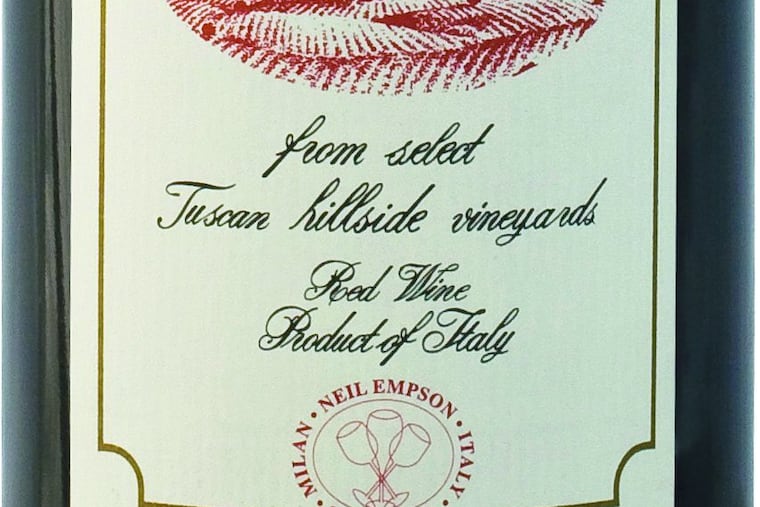 from select
Tuscan hillside vineyards
Red Wine
Product of Italy
MILAN • NEIL EMPSON • ITALY